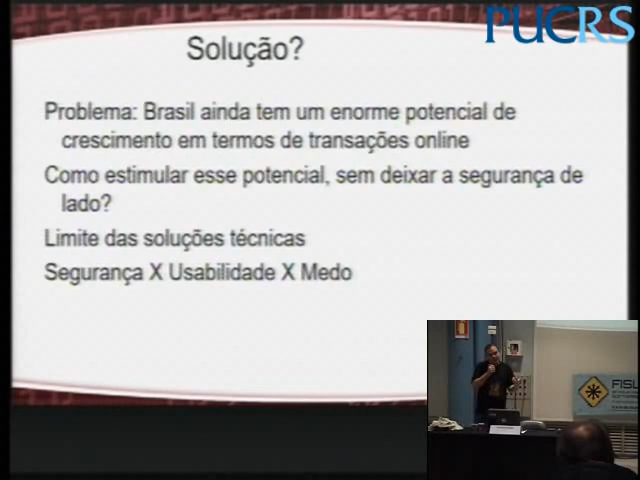 PUCRS
Solução?
Problema: Brasil ainda tem um enorme potencial de
crescimento em termos de transações online
Como estimular esse potencial, sem deixar a segurança de
lado?
Limite das soluções técnicas
Segurança X Usabilidade X Medo
FISL